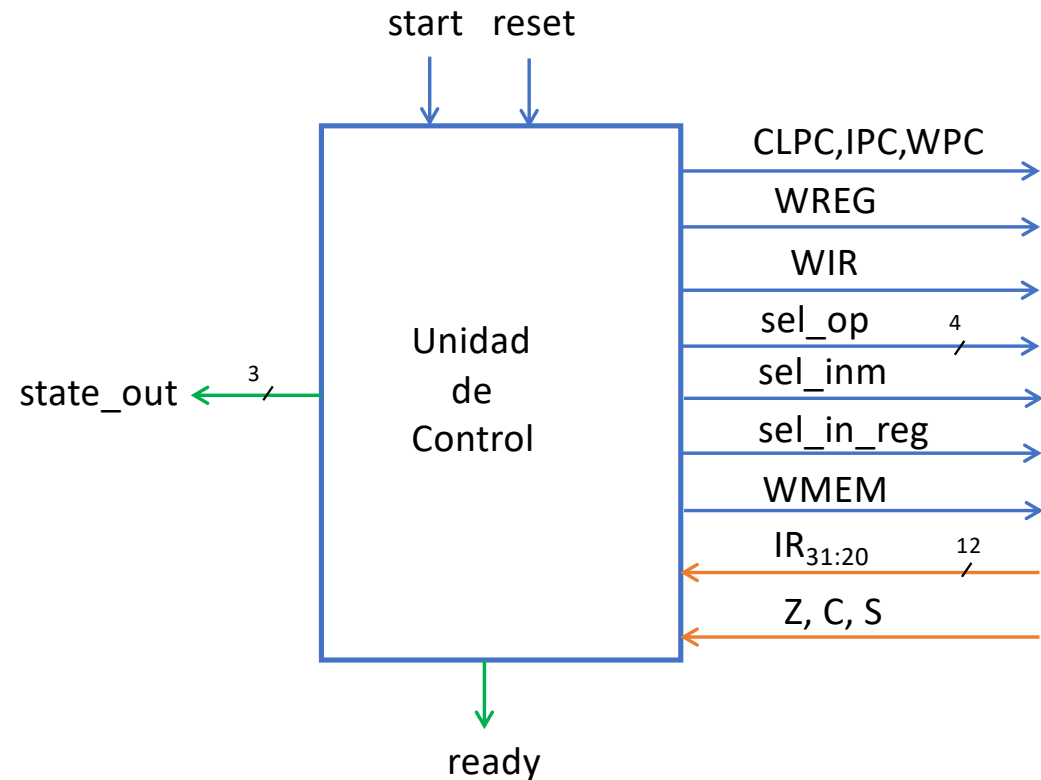 start reset
CLPC,IPC,WPC
WREG
WIR
sel_op 4
sel_inm
sel_in_reg
WMEM
IR31:20 12
Z, C, S
Unidad
de
Control
state_out 3
ready